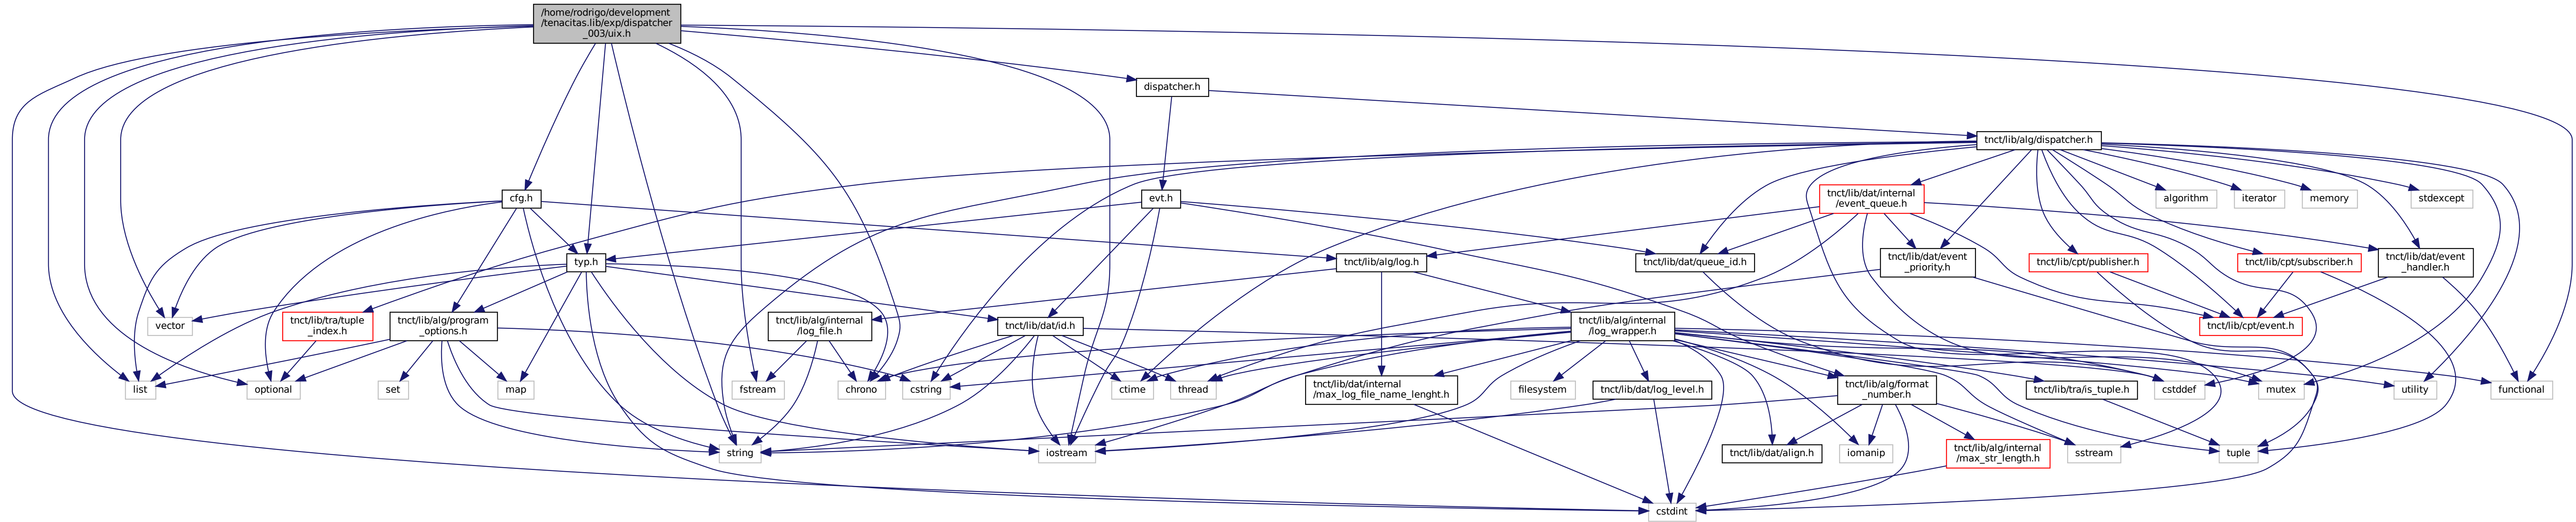 /home/rodrigo/development
/tenacitas.lib/exp/dispatcher
_003/uix.h
dispatcher.h
tnct/lib/alg/dispatcher.h
cfg.h
evt.h
tnct/lib/dat/internal
/event_queue.h
algorithm
iterator
memory
stdexcept
typ.h
tnct/lib/alg/log.h
tnct/lib/dat/queue_id.h
tnct/lib/dat/event
_priority.h
tnct/lib/cpt/publisher.h
tnct/lib/cpt/subscriber.h
tnct/lib/dat/event
_handler.h
vector
tnct/lib/tra/tuple
_index.h
tnct/lib/alg/program
_options.h
tnct/lib/alg/internal
/log_file.h
tnct/lib/dat/id.h
tnct/lib/alg/internal
/log_wrapper.h
tnct/lib/cpt/event.h
list
optional
set
map
fstream
chrono
cstring
ctime
thread
tnct/lib/dat/internal
/max_log_file_name_lenght.h
filesystem
tnct/lib/dat/log_level.h
tnct/lib/alg/format
_number.h
tnct/lib/tra/is_tuple.h
cstddef
mutex
utility
functional
string
iostream
tnct/lib/dat/align.h
iomanip
tnct/lib/alg/internal
/max_str_length.h
sstream
tuple
cstdint